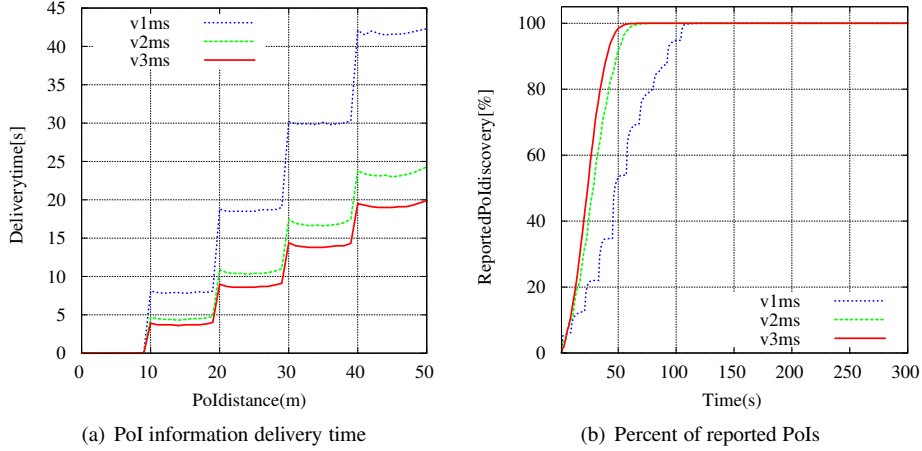 45
40
35
30
25
20
15
10
5
0
Deliverytime[s]
v1ms
v2ms
v3ms
0 10 20 30 40 50
PoIdistance(m)
(a) PoI information delivery time
100
80
60
40
20
0
ReportedPoIdiscovery[%]
v1ms
v2ms
v3ms
50 100 150 200 250 300
Time(s)
(b) Percent of reported PoIs